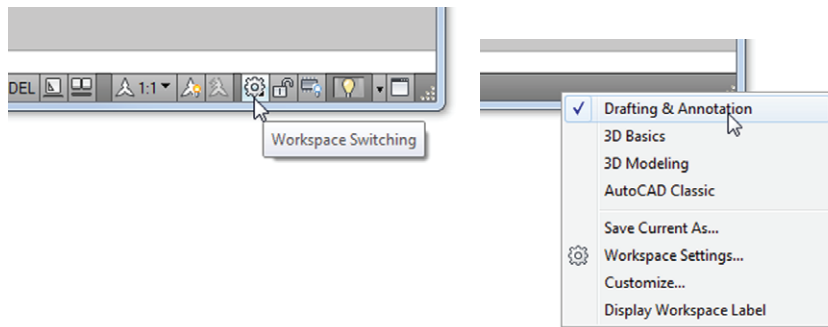 DEL
1:1
Workspace Switching
Drafting & Annotation
3D Basics
3D Modeling
AutoCAD Classic
Save Current As...
Workspace Settings...
Customize...
Display Workspace Label